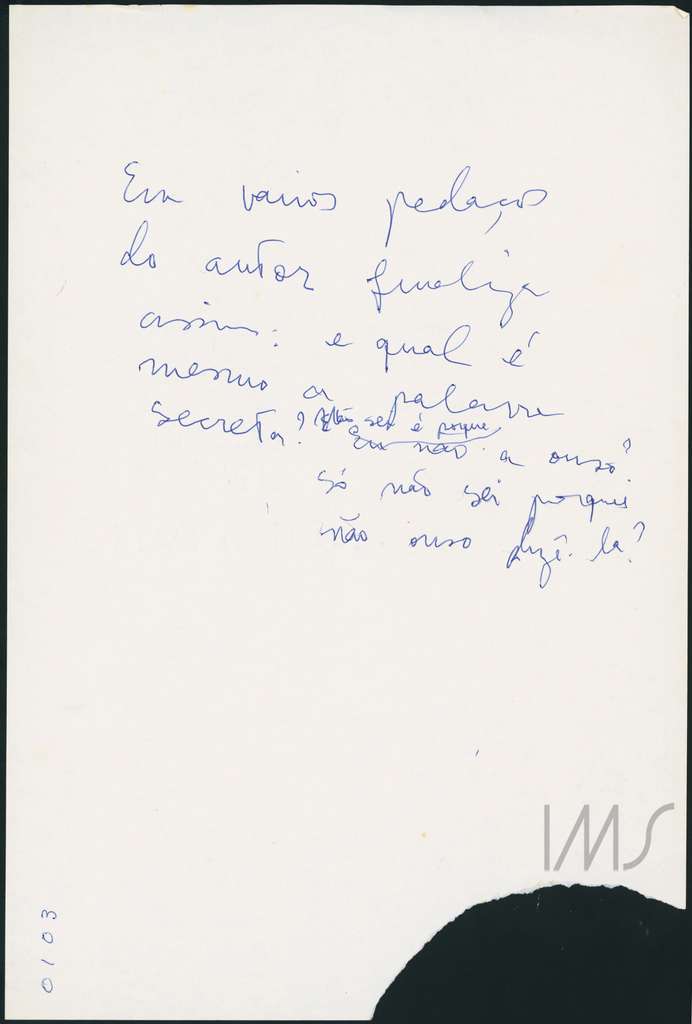 Em vários pedaços
do autor finaliza
assim: e qual é
mesmo a palavra
secreta? Não sei é porque
Eu não a ouso?
só não sei porque
não ouso dizê-la?
IMS
0103